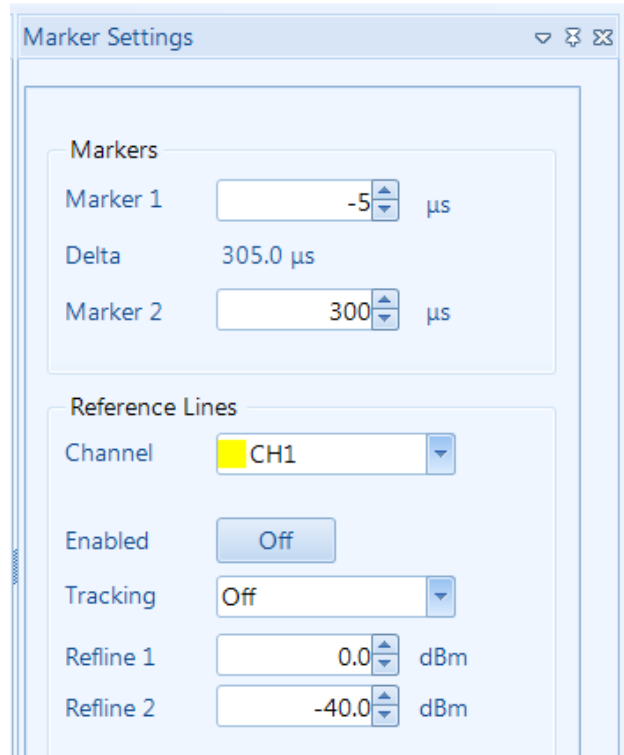 Marker Settings
Markers
Marker 1 -5 µs
Delta 305.0 µs
Marker 2 300 µs
Reference Lines
Channel CH1
Enabled Off
Tracking Off
Refline 1 0.0 dBm
Refline 2 -40.0 dBm